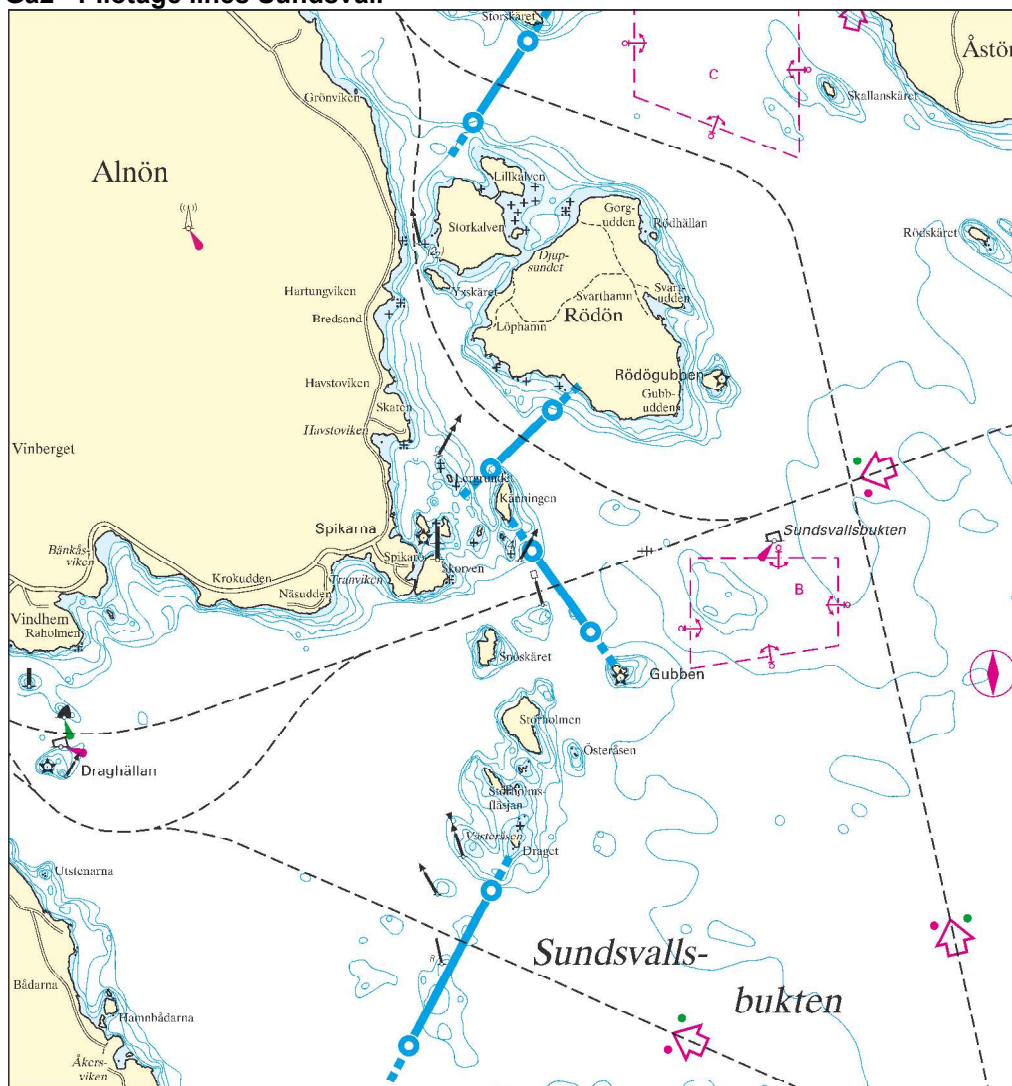 Storskäret
Åstön
C
Skallanskäret
Grönviken
Alnön
Lillkalven
Storkalven
Gorg-
udden
Rödhällan
Rödskäret
Djup-
sundet
Yxskäret
Svarthamn
Svart-
udden
Hartungviken
Bredsand
Löphamn
Rödön
Rödögubben
Havstoviken
Gubb-
udden
Skaten
Havstoviken
Vinberget
Känningen
Spikarna
Sundsvallsbukten
Bänkås-
viken
Krokudden
Tranviken
Skorven
Näsudden
B
Vindhem
Raholmen
Snöskäret
Gubben
Storholmen
Österåsen
Draghällan
Storholms-
fläsjan
Västeråsen
Draget
Utstenarna
Sundsvalls-
bukten
Bådarna
Hamnbådarna
Åkers-
viken